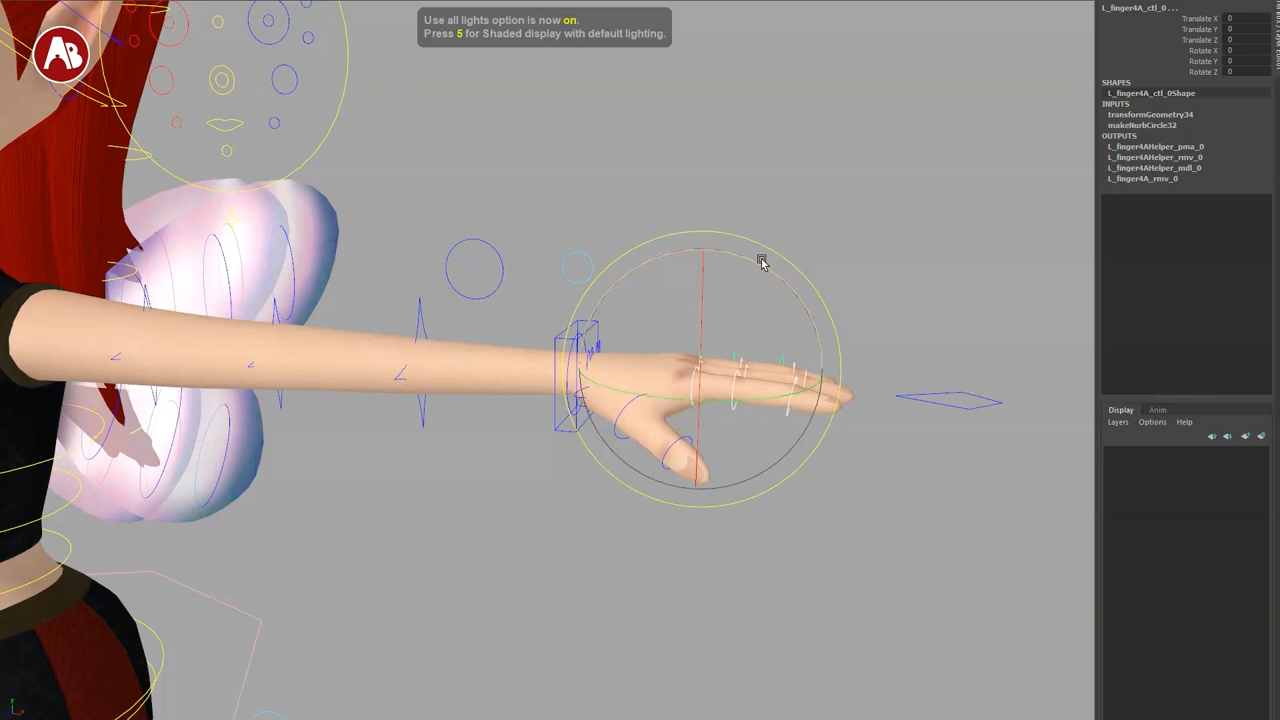 AB
Use all lights option is now on.
Press 5 for Shaded display with default lighting.
L_finger4A_ctl_0...
Translate X 0
Translate Y 0
Translate Z 0
Rotate X 0
Rotate Y 0
Rotate Z 0
SHAPES
L_finger4A_ctl_0Shape
INPUTS
transformGeometry34
makeNurbCircle32
OUTPUTS
L_finger4AHelper_pma_0
L_finger4AHelper_rmv_0
L_finger4AHelper_mdl_0
L_finger4A_rmv_0
Display Anim
Layers Options Help